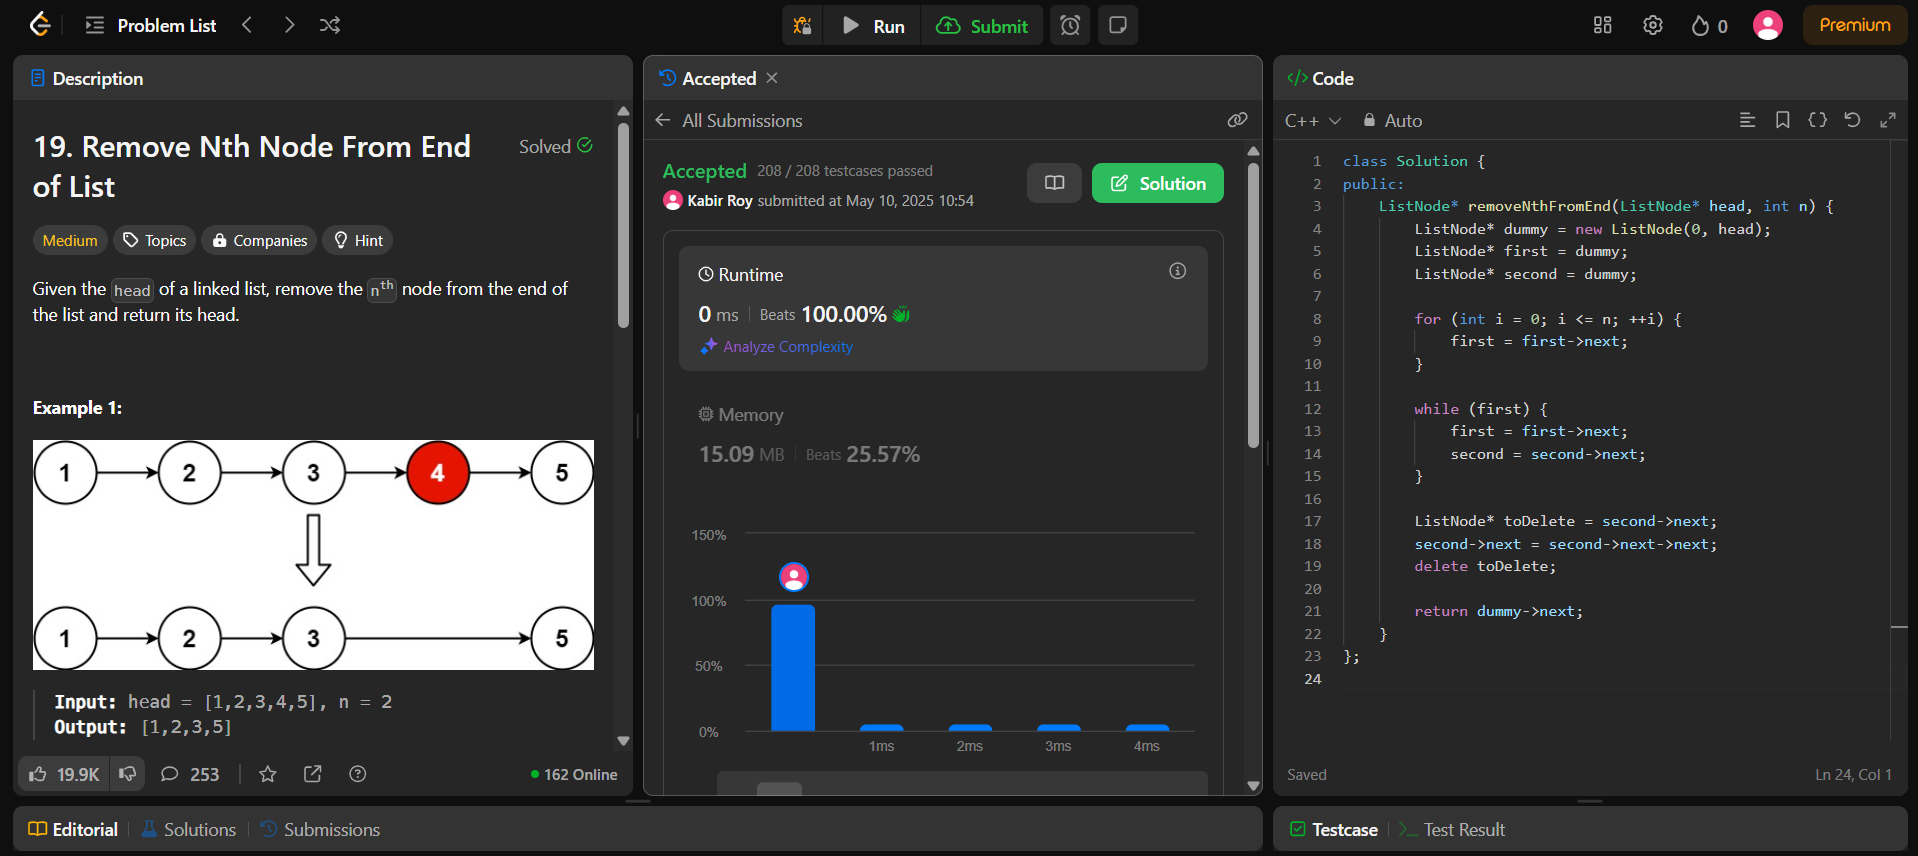 Problem List
Run
Submit
0
Premium
Description
19. Remove Nth Node From End
of List
Solved
Medium
Topics
Companies
Hint
Given the head of a linked list, remove the nth node from the end of
the list and return its head.
Example 1:
1 2 3 4 5
1 2 3 5
Input: head = [1,2,3,4,5], n = 2
Output: [1,2,3,5]
19.9K
253
162 Online
Accepted
All Submissions
Accepted 208 / 208 testcases passed
Kabir Roy submitted at May 10, 2025 10:54
Solution
Runtime
0 ms Beats 100.00%
Analyze Complexity
Memory
15.09 MB Beats 25.57%
150%
100%
50%
0%
1ms 2ms 3ms 4ms
Code
C++ Auto
1 class Solution {
2 public:
3 ListNode* removeNthFromEnd(ListNode* head, int n) {
4 ListNode* dummy = new ListNode(0, head);
5 ListNode* first = dummy;
6 ListNode* second = dummy;
7
8 for (int i = 0; i <= n; ++i) {
9 first = first->next;
10 }
11
12 while (first) {
13 first = first->next;
14 second = second->next;
15 }
16
17 ListNode* toDelete = second->next;
18 second->next = second->next->next;
19 delete toDelete;
20
21 return dummy->next;
22 }
23 };
24
Saved
Ln 24, Col 1
Editorial
Solutions
Submissions
Testcase
Test Result